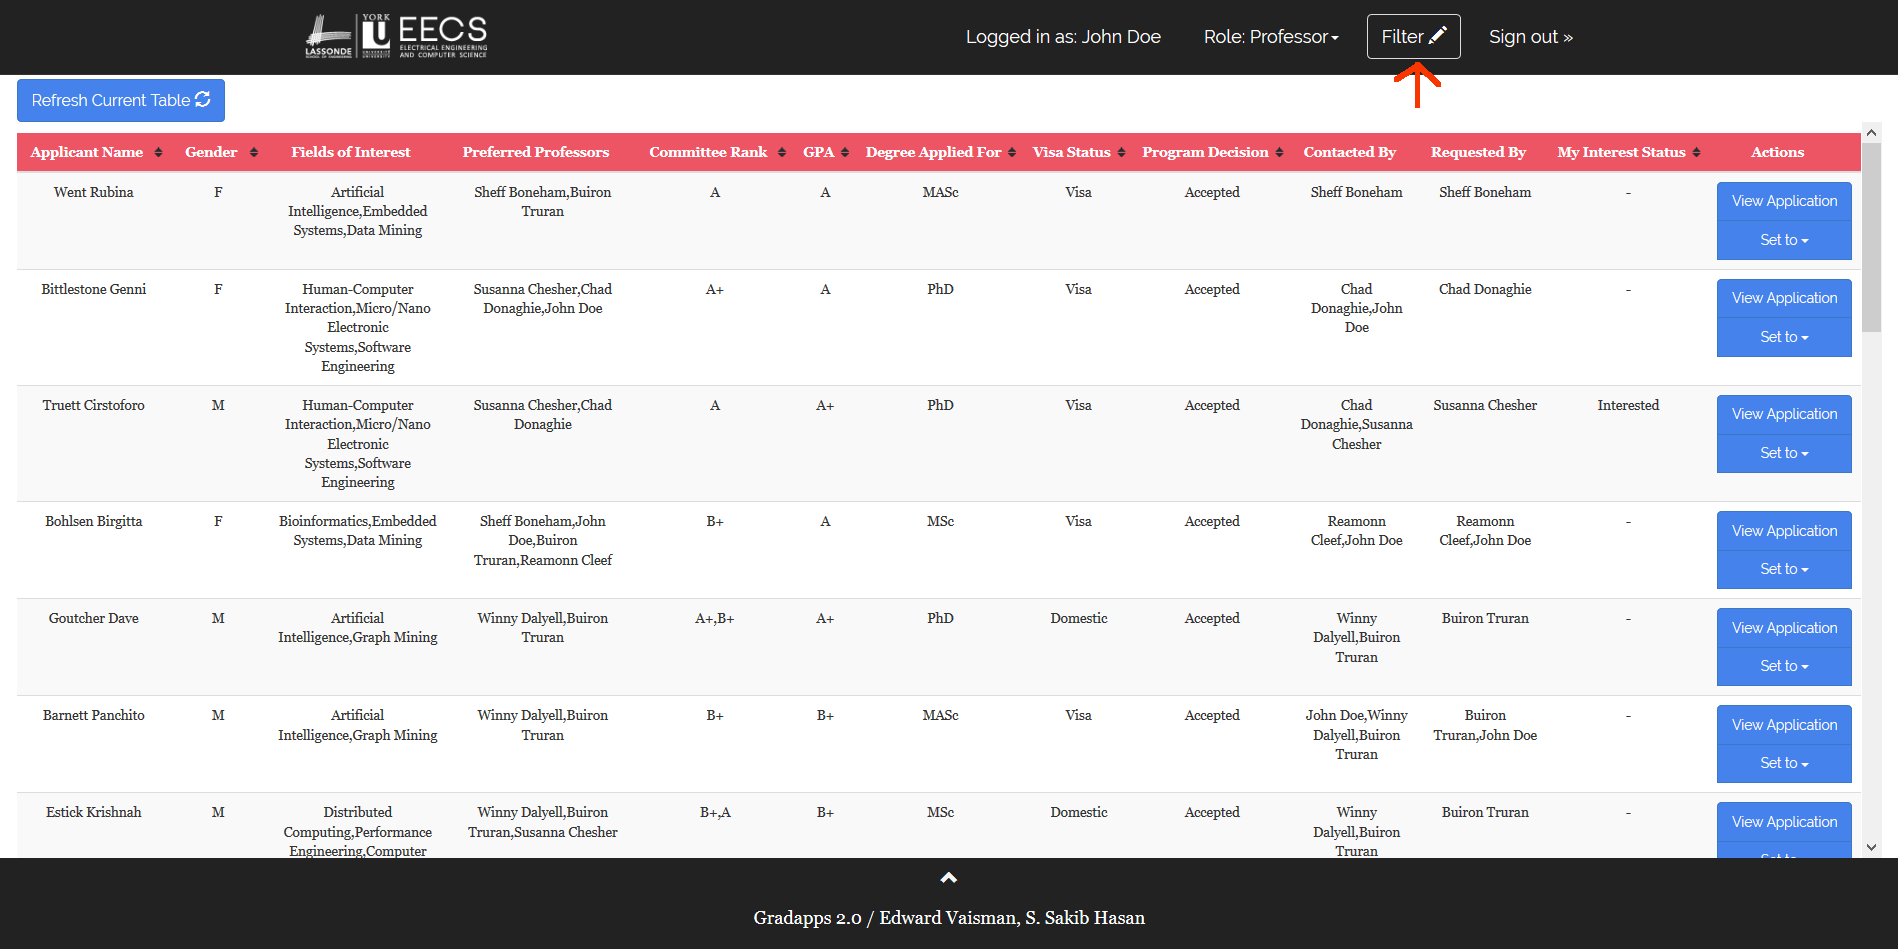 LASSONDE
SCHOOL OF ENGINEERING
YORK
U
UNIVERSITÉ
UNIVERSITY
EECS
ELECTRICAL ENGINEERING
AND COMPUTER SCIENCE
Logged in as: John Doe
Role: Professor
Filter
Sign out »
Refresh Current Table
Applicant Name Gender Fields of Interest Preferred Professors Committee Rank GPA Degree Applied For Visa Status Program Decision Contacted By Requested By My Interest Status Actions
Went Rubina F Artificial Sheff Boneham,Buiron A A MASc Visa Accepted Sheff Boneham Sheff Boneham - View Application
Intelligence,Embedded Truran
Systems,Data Mining Set to
Bittlestone Genni F Human-Computer Susanna Chesher,Chad A+ A PhD Visa Accepted Chad Chad Donaghie - View Application
Interaction,Micro/Nano Donaghie,John Doe Donaghie,John
Electronic Doe Set to
Systems,Software
Engineering
Truett Cirstoforo M Human-Computer Susanna Chesher,Chad A A+ PhD Visa Accepted Chad Susanna Chesher Interested View Application
Interaction,Micro/Nano Donaghie Donaghie,Susanna
Electronic Chesher Set to
Systems,Software
Engineering
Bohlsen Birgitta F Bioinformatics,Embedded Sheff Boneham,John B+ A MSc Visa Accepted Reamonn Reamonn - View Application
Systems,Data Mining Doe,Buiron Cleef,John Doe Cleef,John Doe
Truran,Reamonn Cleef Set to
Goutcher Dave M Artificial Winny Dalyell,Buiron A+,B+ A+ PhD Domestic Accepted Winny Buiron Truran - View Application
Intelligence,Graph Mining Truran Dalyell,Buiron
Truran Set to
Barnett Panchito M Artificial Winny Dalyell,Buiron B+ B+ MASc Visa Accepted John Doe,Winny Buiron - View Application
Intelligence,Graph Mining Truran Dalyell,Buiron Truran,John Doe
Truran Set to
Estick Krishnah M Distributed Winny Dalyell,Buiron B+,A B+ MSc Domestic Accepted Winny Buiron Truran - View Application
Computing,Performance Truran,Susanna Chesher Dalyell,Buiron
Engineering,Computer Truran Set to
Gradapps 2.0 / Edward Vaisman, S. Sakib Hasan